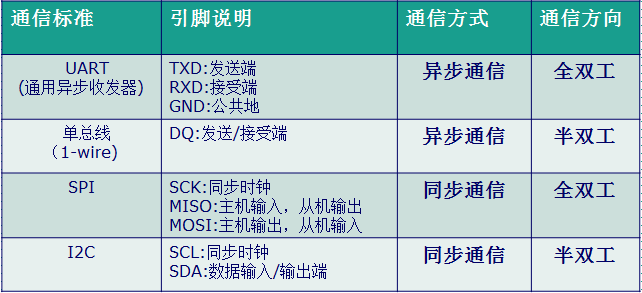 通信标准 引脚说明 通信方式 通信方向
UART
(通用异步收发器)
TXD:发送端
RXD:接受端
GND:公共地
异步通信
全双工
单总线
（1-wire)
DQ:发送/接受端
异步通信
半双工
SPI
SCK:同步时钟
MISO:主机输入，从机输出
MOSI:主机输出，从机输入
同步通信
全双工
I2C
SCL:同步时钟
SDA:数据输入/输出端
同步通信
半双工